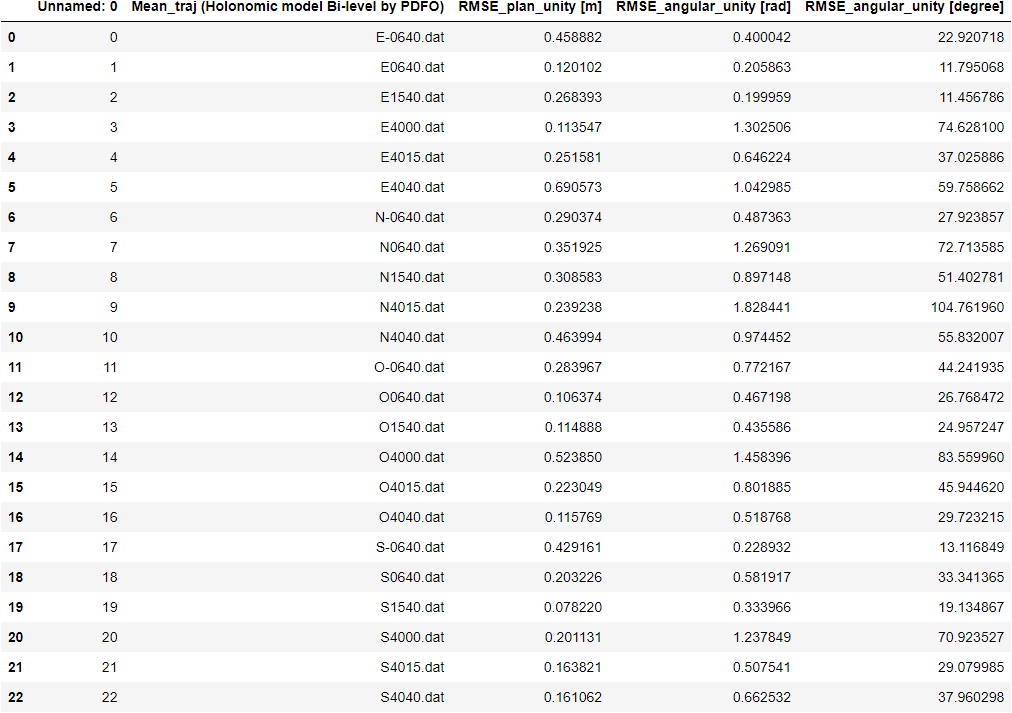 Unnamed: 0 Mean_traj (Holonomic model Bi-level by PDFO) RMSE_plan_unity [m] RMSE_angular_unity [rad] RMSE_angular_unity [degree]
0 0 E-0640.dat 0.458882 0.400042 22.920718
1 1 E0640.dat 0.120102 0.205863 11.795068
2 2 E1540.dat 0.268393 0.199959 11.456786
3 3 E4000.dat 0.113547 1.302506 74.628100
4 4 E4015.dat 0.251581 0.646224 37.025886
5 5 E4040.dat 0.690573 1.042985 59.758662
6 6 N-0640.dat 0.290374 0.487363 27.923857
7 7 N0640.dat 0.351925 1.269091 72.713585
8 8 N1540.dat 0.308583 0.897148 51.402781
9 9 N4015.dat 0.239238 1.828441 104.761960
10 10 N4040.dat 0.463994 0.974452 55.832007
11 11 O-0640.dat 0.283967 0.772167 44.241935
12 12 O0640.dat 0.106374 0.467198 26.768472
13 13 O1540.dat 0.114888 0.435586 24.957247
14 14 O4000.dat 0.523850 1.458396 83.559960
15 15 O4015.dat 0.223049 0.801885 45.944620
16 16 O4040.dat 0.115769 0.518768 29.723215
17 17 S-0640.dat 0.429161 0.228932 13.116849
18 18 S0640.dat 0.203226 0.581917 33.341365
19 19 S1540.dat 0.078220 0.333966 19.134867
20 20 S4000.dat 0.201131 1.237849 70.923527
21 21 S4015.dat 0.163821 0.507541 29.079985
22 22 S4040.dat 0.161062 0.662532 37.960298